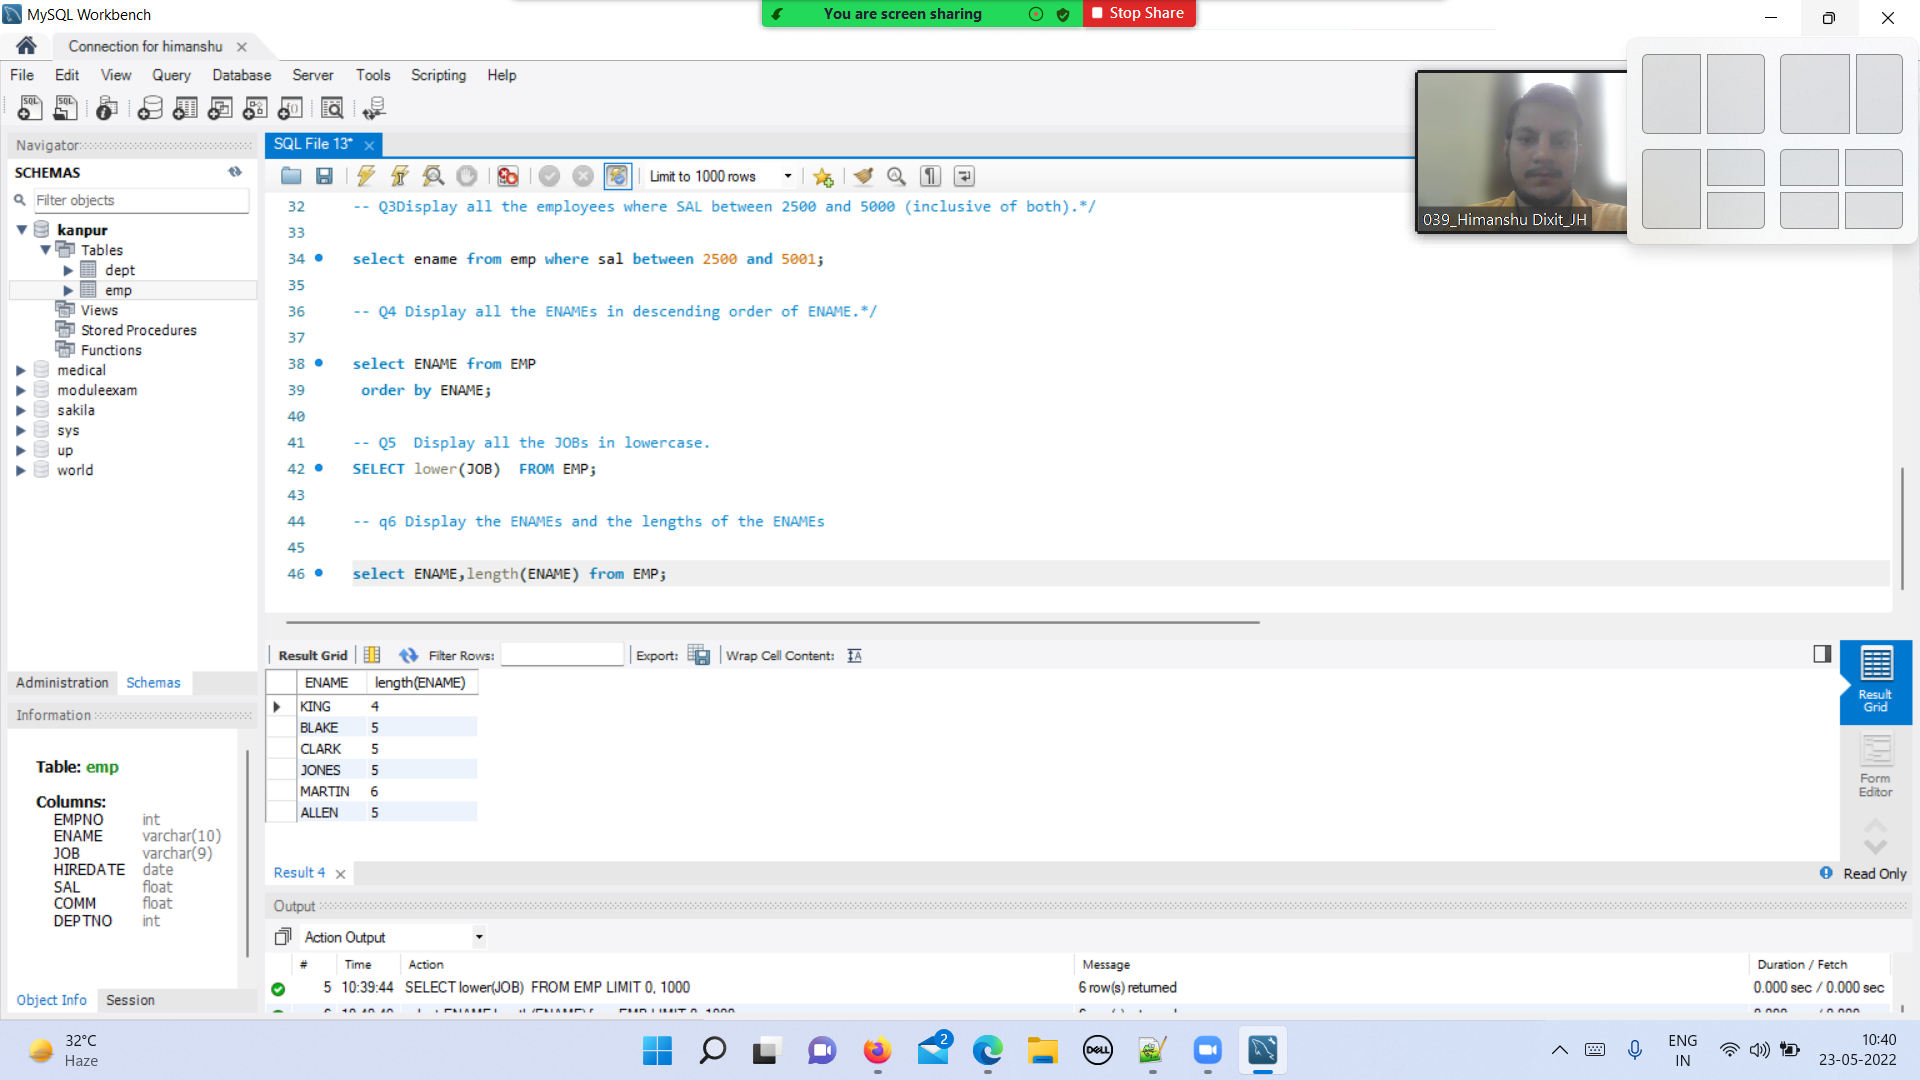 MySQL Workbench
You are screen sharing
Stop Share
Connection for himanshu
File Edit View Query Database Server Tools Scripting Help
039_Himanshu Dixit_JH
Navigator
SCHEMAS
Filter objects
kanpur
Tables
dept
emp
Views
Stored Procedures
Functions
medical
moduleexam
sakila
sys
up
world
Administration Schemas
Information
Table: emp
Columns:
EMPNO int
ENAME varchar(10)
JOB varchar(9)
HIREDATE date
SAL float
COMM float
DEPTNO int
Object Info Session
SQL File 13*
Limit to 1000 rows
32 -- Q3Display all the employees where SAL between 2500 and 5000 (inclusive of both).*/
33
34 select ename from emp where sal between 2500 and 5001;
35
36 -- Q4 Display all the ENAMEs in descending order of ENAME.*/
37
38 select ENAME from EMP
39 order by ENAME;
40
41 -- Q5  Display all the JOBs in lowercase.
42 SELECT lower(JOB)  FROM EMP;
43
44 -- q6 Display the ENAMEs and the lengths of the ENAMEs
45
46 select ENAME,length(ENAME) from EMP;
Result Grid Filter Rows: Export: Wrap Cell Content:
ENAME length(ENAME)
KING 4
BLAKE 5
CLARK 5
JONES 5
MARTIN 6
ALLEN 5
Result Grid
Form Editor
Result 4
Read Only
Output
Action Output
# Time Action Message Duration / Fetch
5 10:39:44 SELECT lower(JOB)  FROM EMP LIMIT 0, 1000 6 row(s) returned 0.000 sec / 0.000 sec
32°C
Haze
2
DELL
ENG
IN
10:40
23-05-2022